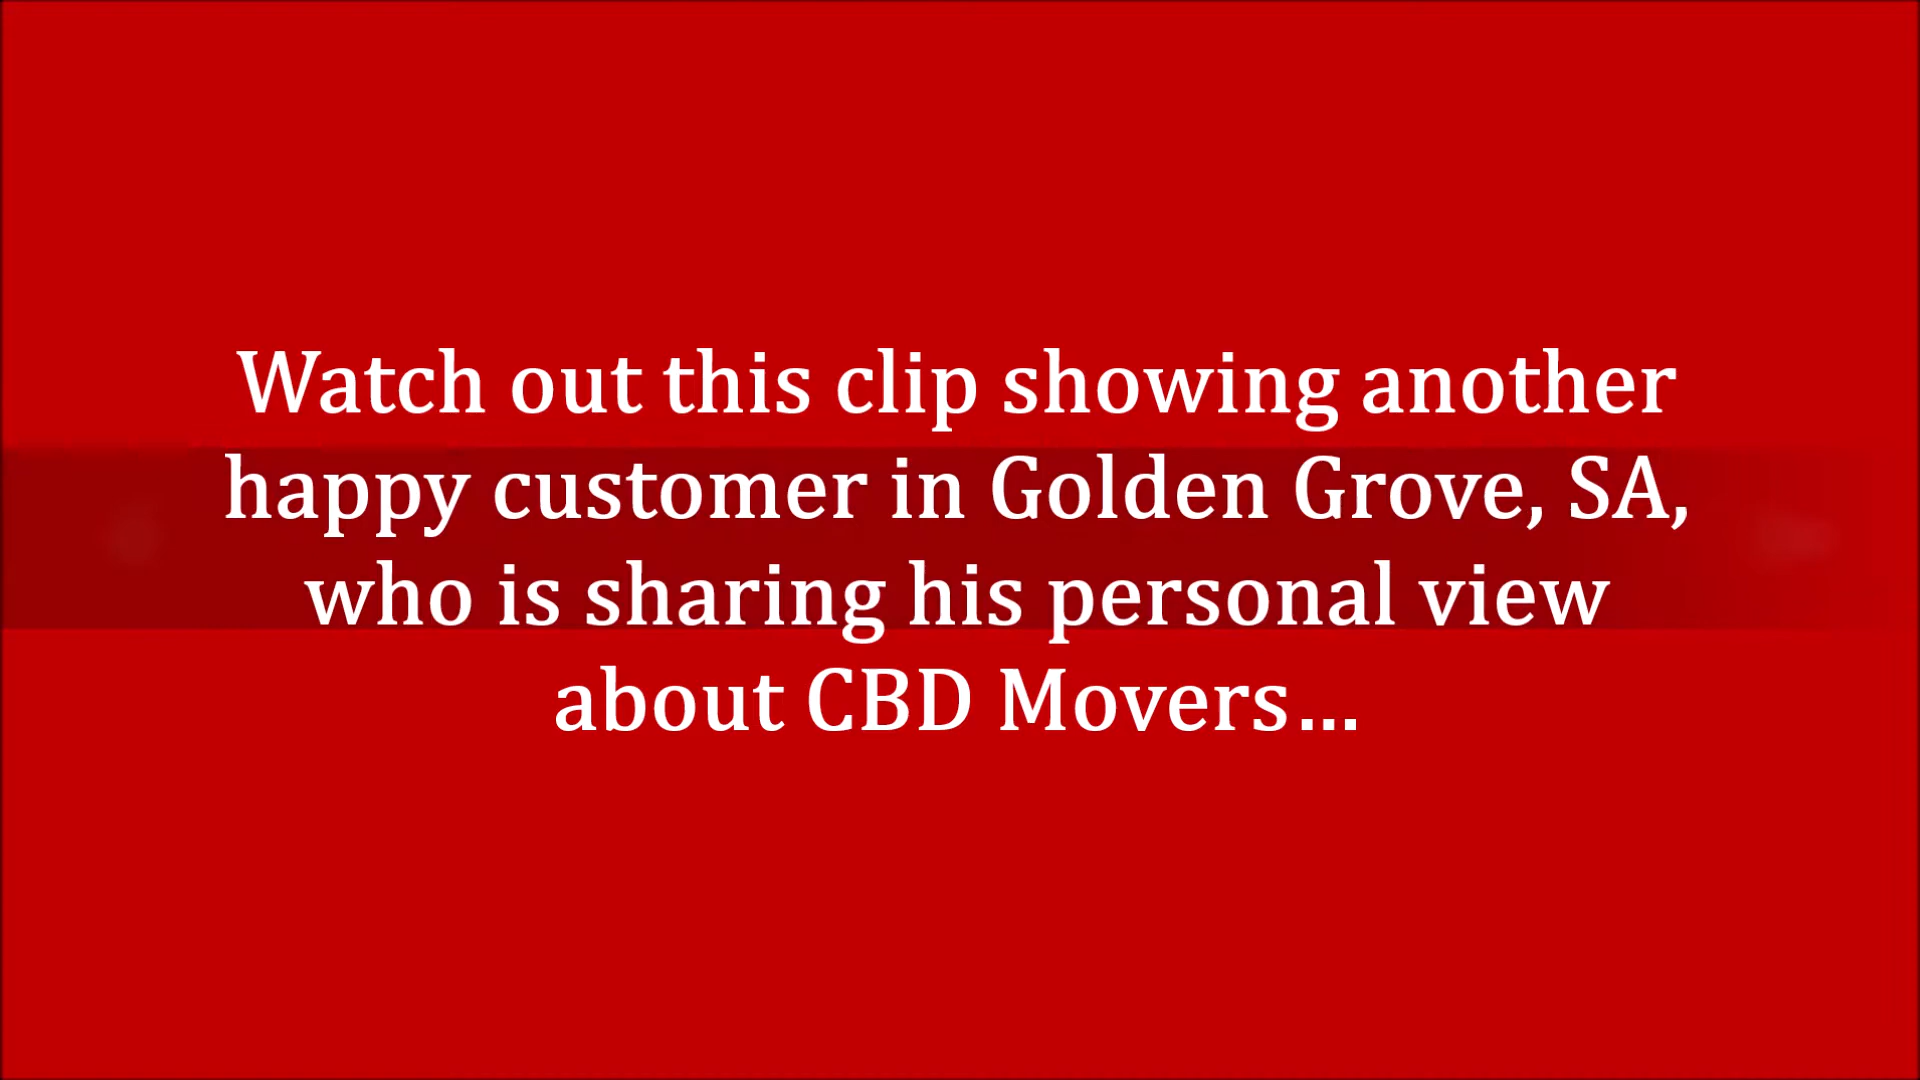 Watch out this clip showing another
happy customer in Golden Grove, SA,
who is sharing his personal view
about CBD Movers...